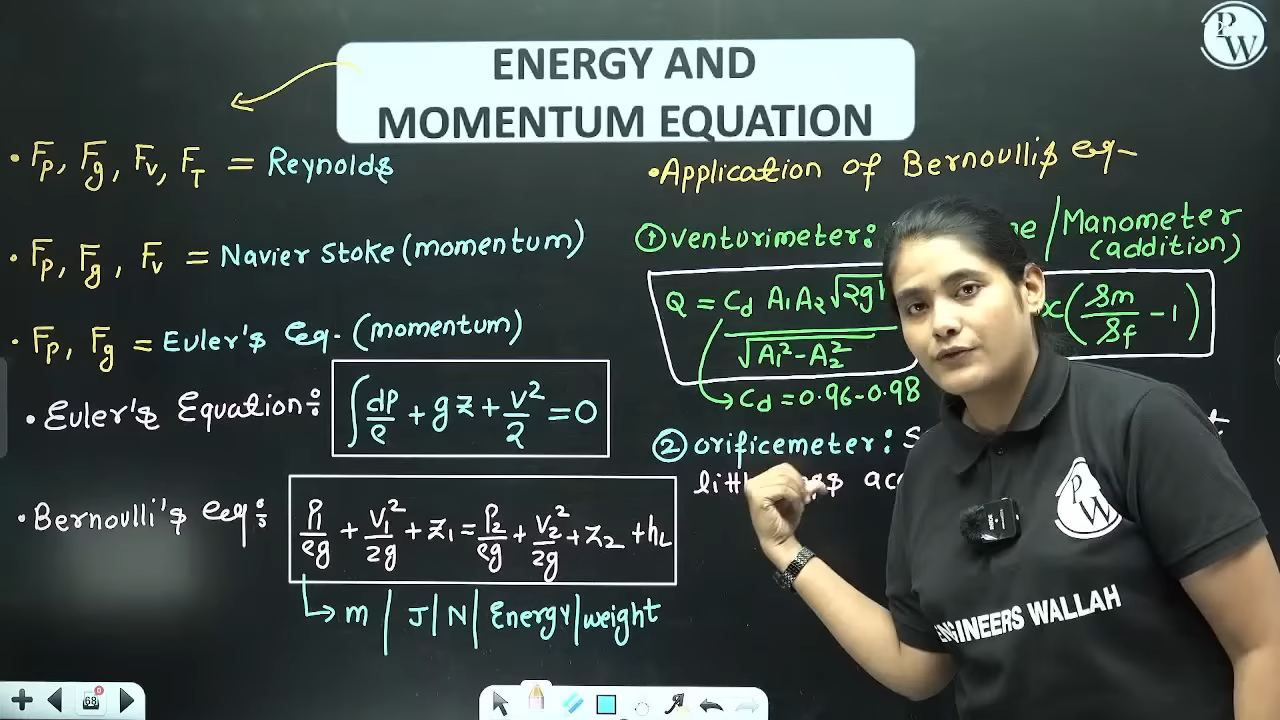 ENERGY AND
MOMENTUM EQUATION
PW
• Fp, Fg, Fv, FT = Reynolds
• Fp, Fg, Fv = Navier Stoke (momentum)
• Fp, Fg = Euler's Eq. (momentum)
• Euler's Equation:
∫ dp/ρ + gz + v²/2 = 0
• Bernoulli's eq:
P₁/ρg + v₁²/2g + z₁ = P₂/ρg + v₂²/2g + z₂ + hL
→ m | J/N | Energy/weight
• Application of Bernoulli's eq
① venturimeter: /Manometer
(addition)
Q = Cd A₁A₂√2g / √A₁²-A₂²
x(Sm/Sf - 1)
→ Cd = 0.96-0.98
② orificemeter:
PW
ENGINEERS WALLAH
68